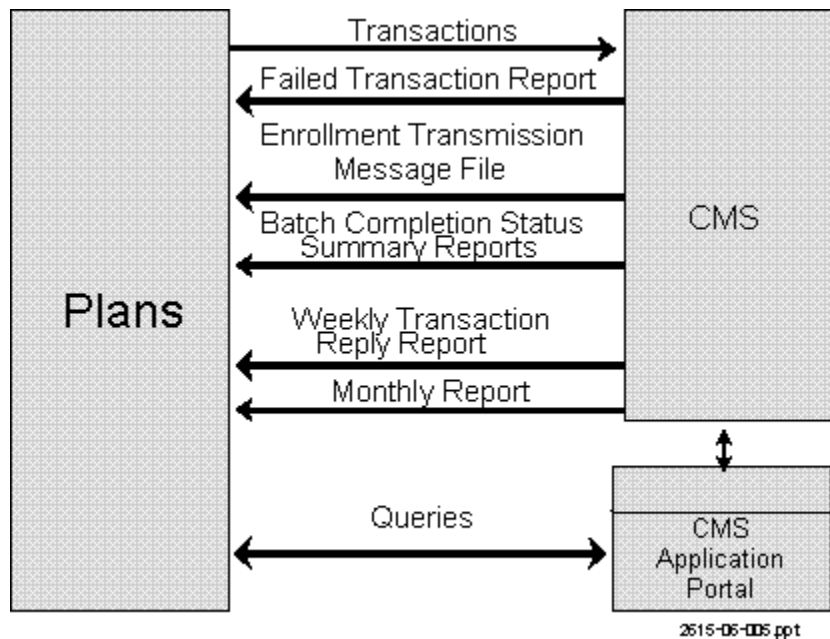 Transactions
Failed Transaction Report
Enrollment Transmission
Message File
Batch Completion Status
Summary Reports
Weekly Transaction
Reply Report
Monthly Report
Queries
Plans
CMS
CMS
Application
Portal
2615-06-005.ppt